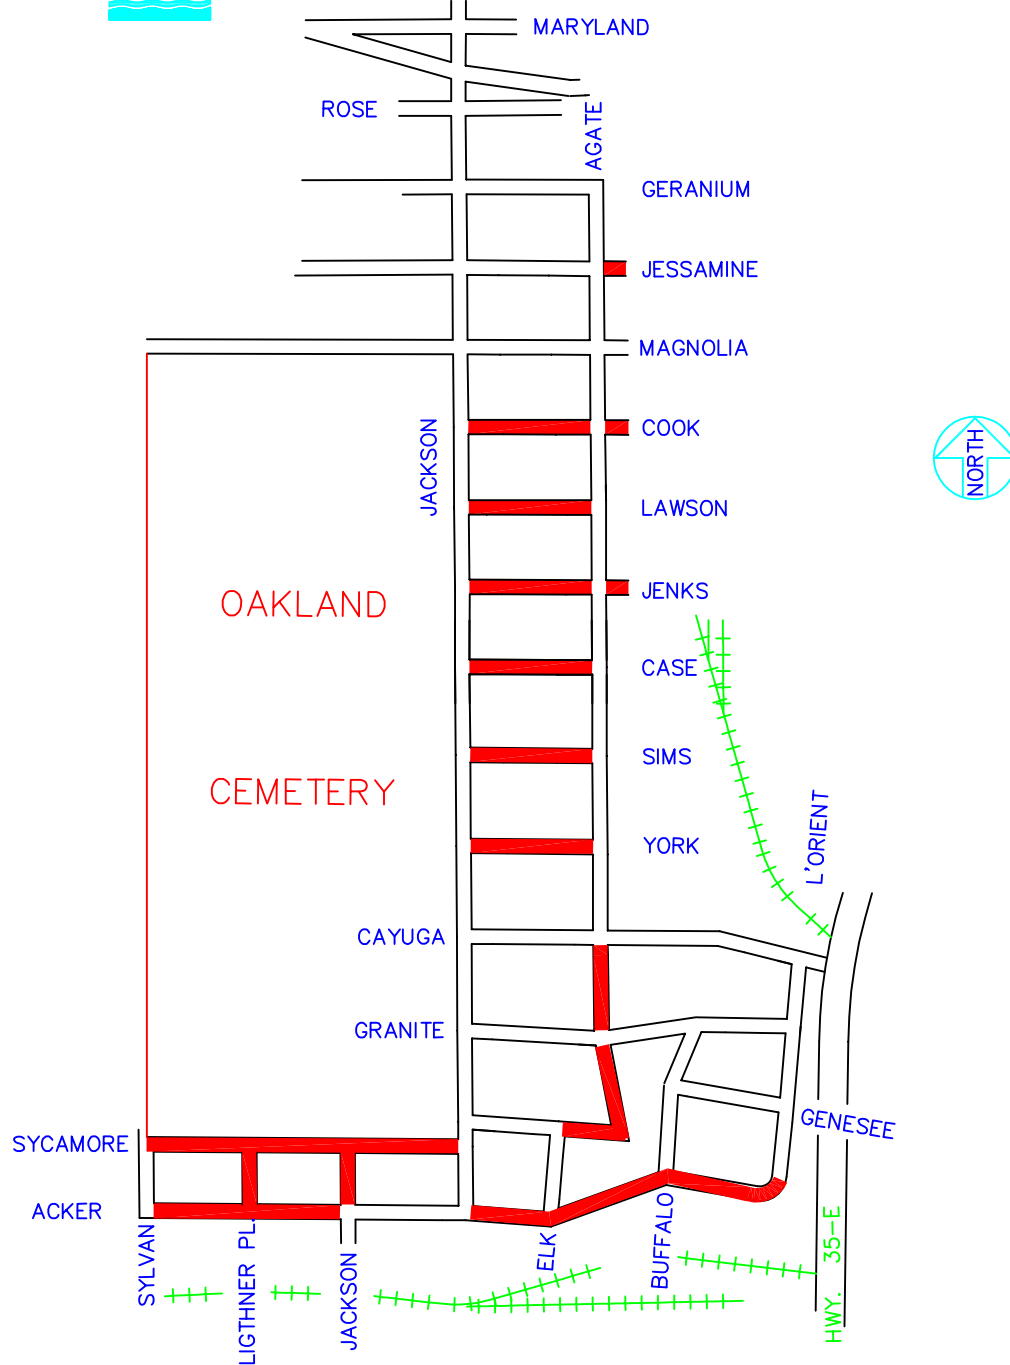 MARYLAND
ROSE
AGATE
GERANIUM
JESSAMINE
MAGNOLIA
JACKSON
COOK
NORTH
LAWSON
OAKLAND
JENKS
CASE
SIMS
CEMETERY
L'ORIENT
YORK
CAYUGA
GRANITE
GENESEE
SYCAMORE
ACKER
SYLVAN
LIGTHNER PL.
JACKSON
ELK
BUFFALO
HWY. 35-E